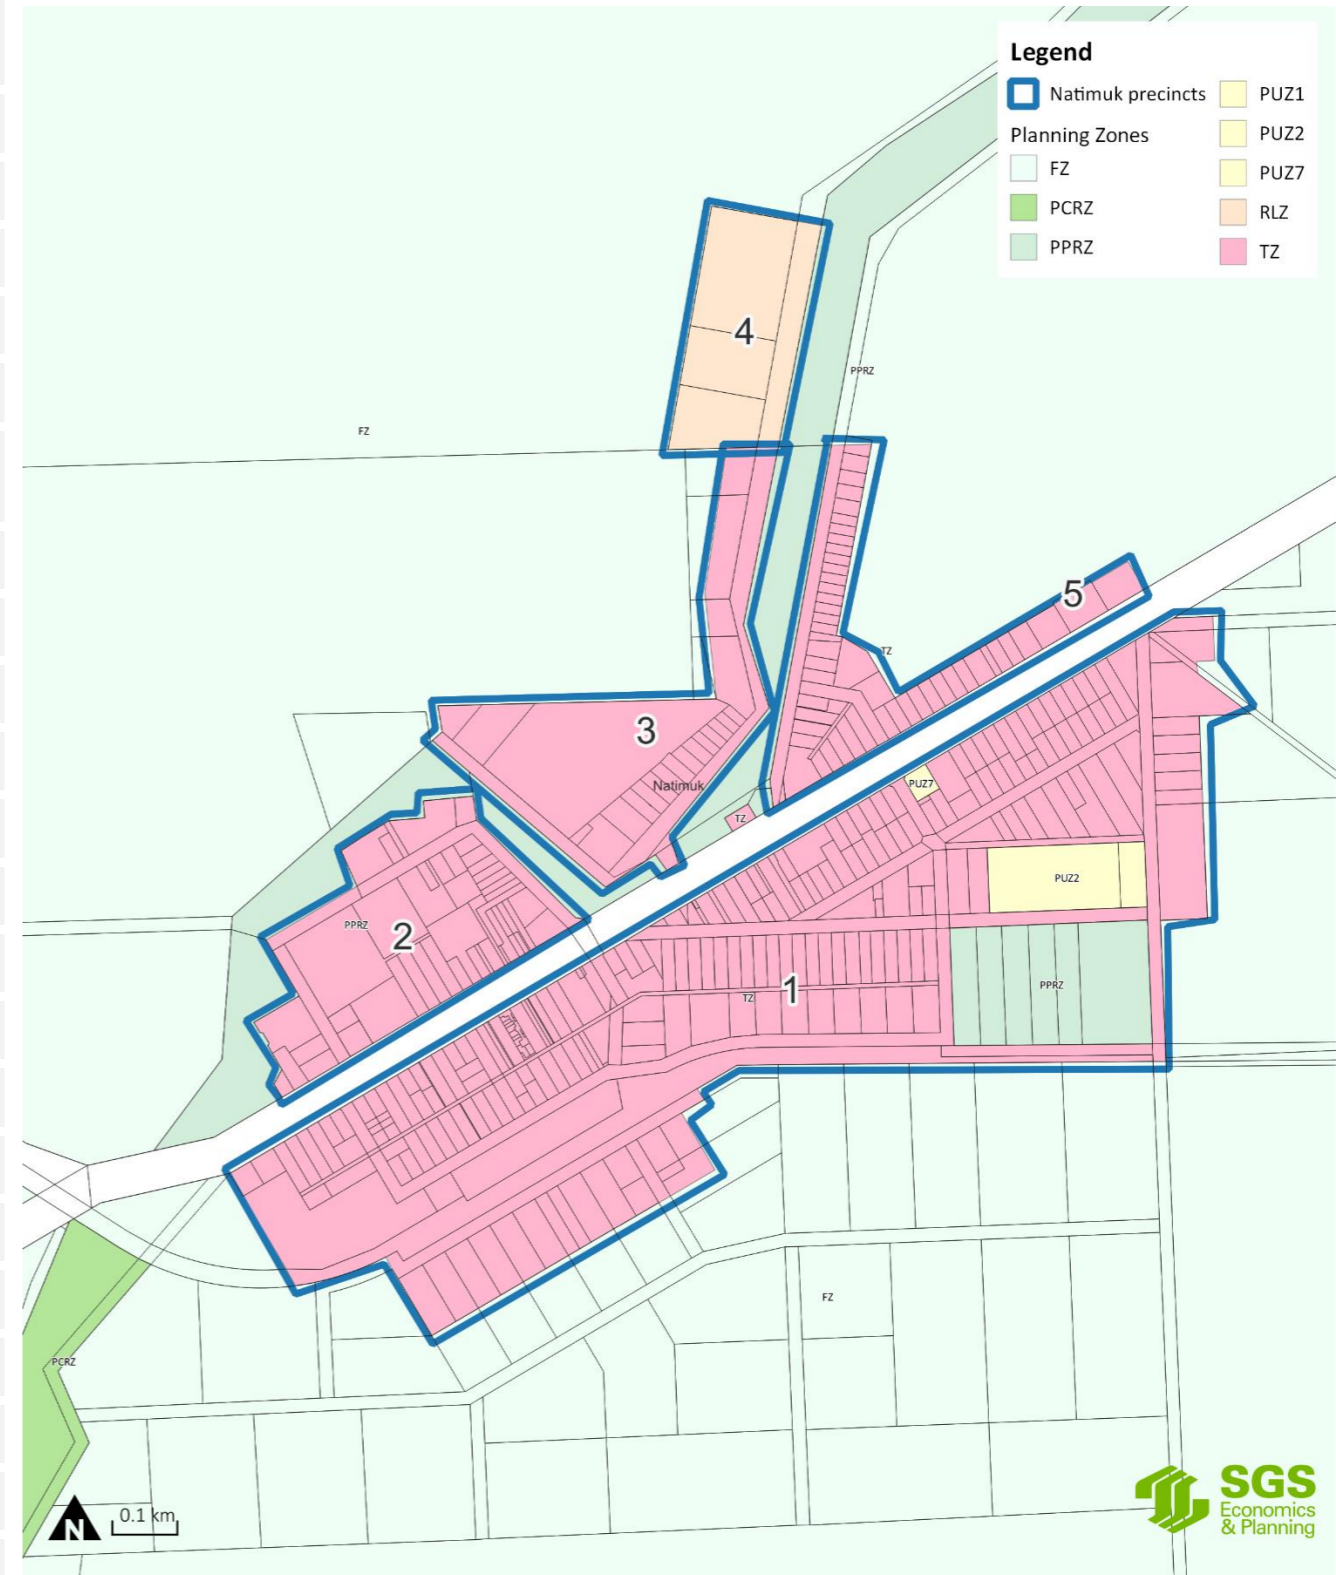 Legend
Natimuk precincts
Planning Zones
FZ
PCRZ
PPRZ
PUZ1
PUZ2
PUZ7
RLZ
TZ
4
PPRZ
FZ
5
TZ
3
Natimuk
PUZ7
TZ
PUZ2
PPRZ
2
1
TZ
PPRZ
FZ
PCRZ
N
0.1 km
SGS
Economics
& Planning